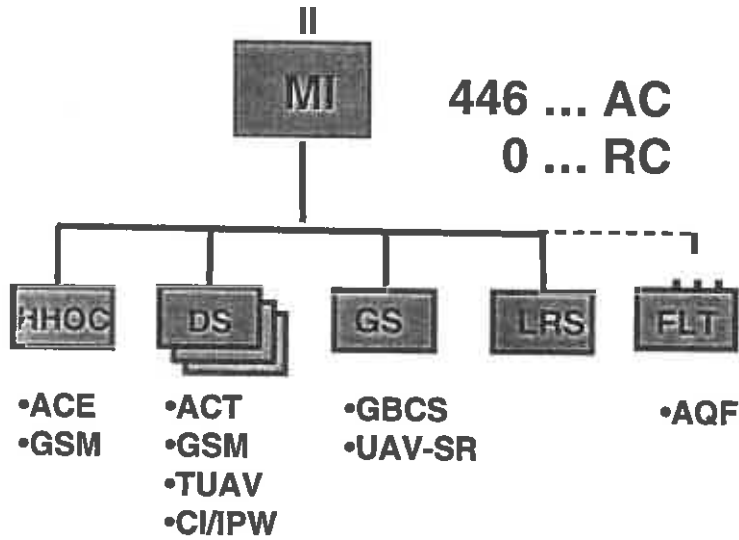 II
MI
446 ... AC
0 ... RC
HHOC
DS
GS
LRS
FLT
•ACE
•GSM
•ACT
•GSM
•TUAV
•CI/IPW
•GBCS
•UAV-SR
•AQF